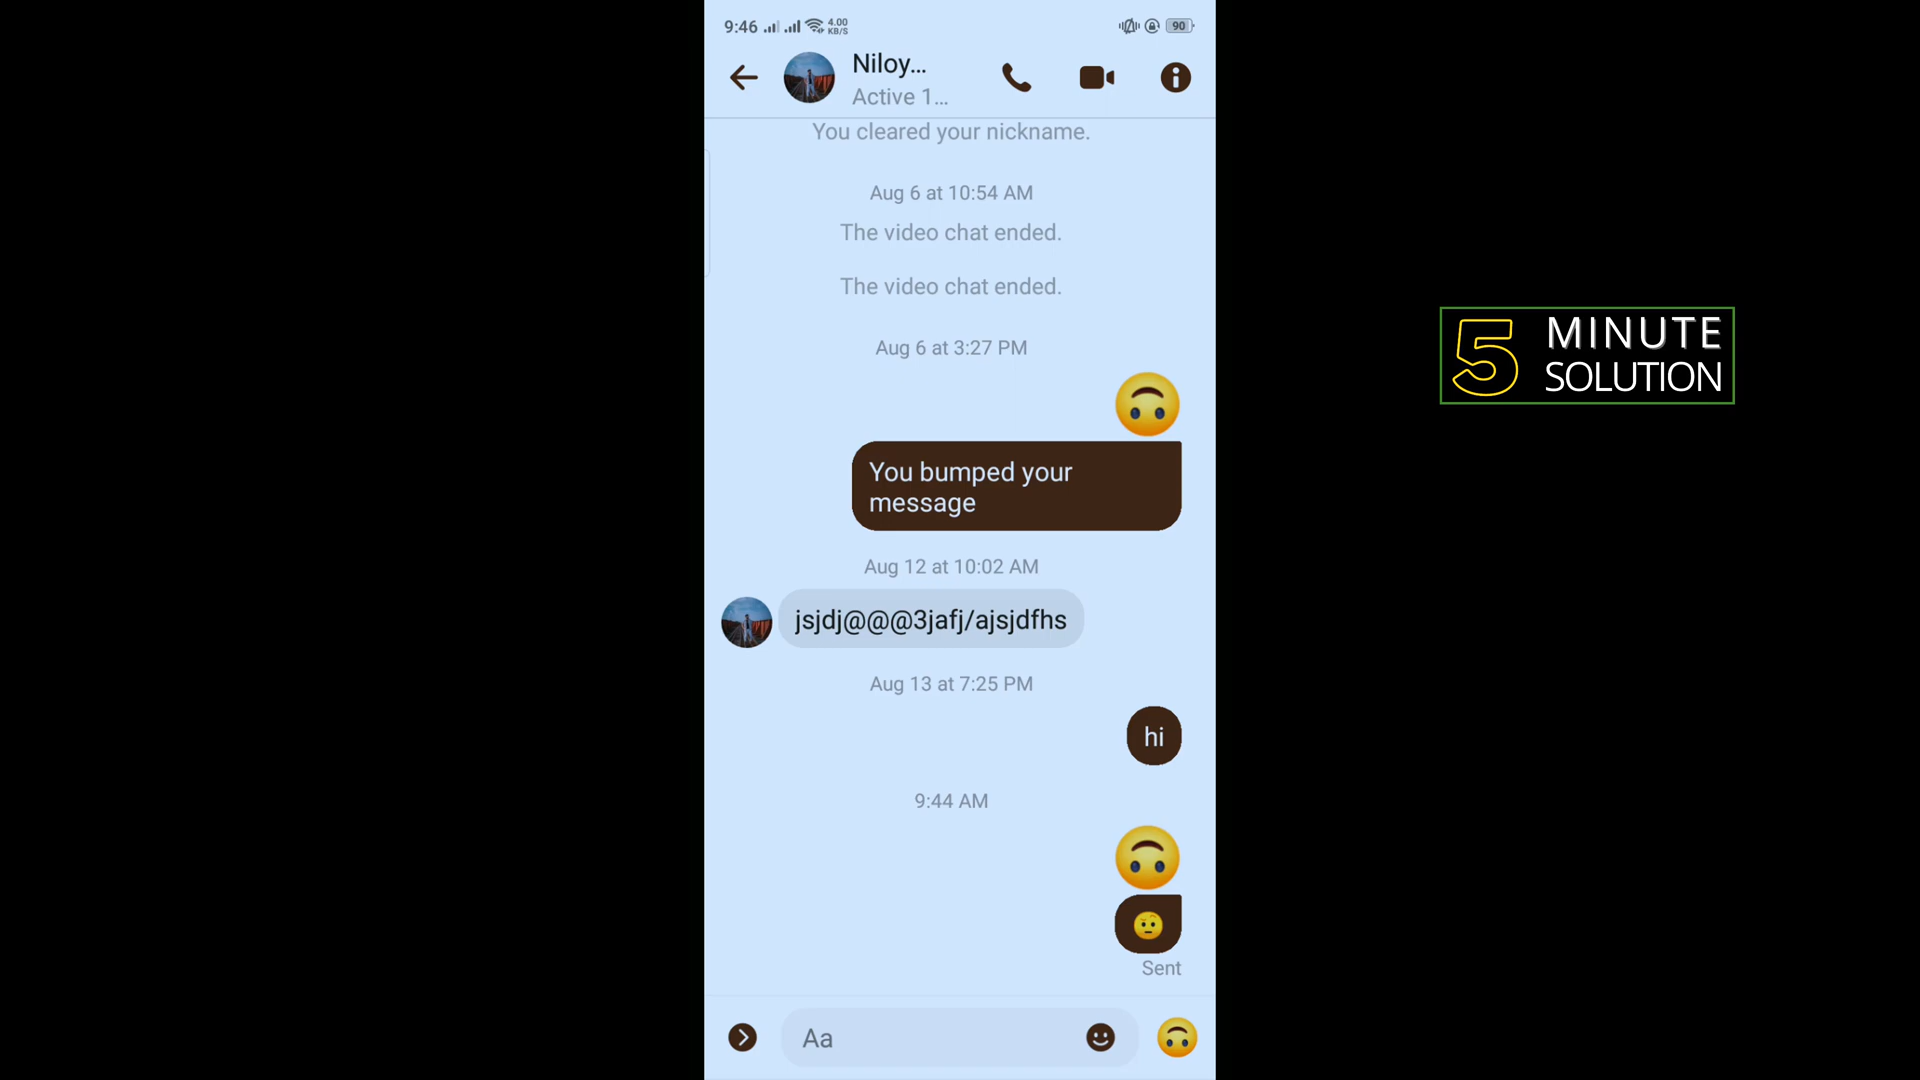 9:46
4.00
KB/S
90
Niloy...
Active 1...
You cleared your nickname.
Aug 6 at 10:54 AM
The video chat ended.
The video chat ended.
Aug 6 at 3:27 PM
You bumped your
message
Aug 12 at 10:02 AM
jsjdj@@@3jafj/ajsjdfhs
Aug 13 at 7:25 PM
hi
9:44 AM
Sent
Aa
5 MINUTE
SOLUTION